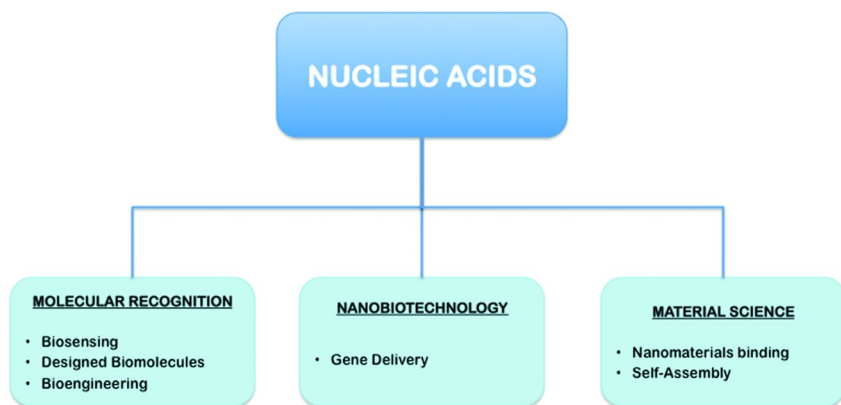 NUCLEIC ACIDS
MOLECULAR RECOGNITION
• Biosensing
• Designed Biomolecules
• Bioengineering
NANOBIOTECHNOLOGY
• Gene Delivery
MATERIAL SCIENCE
• Nanomaterials binding
• Self-Assembly